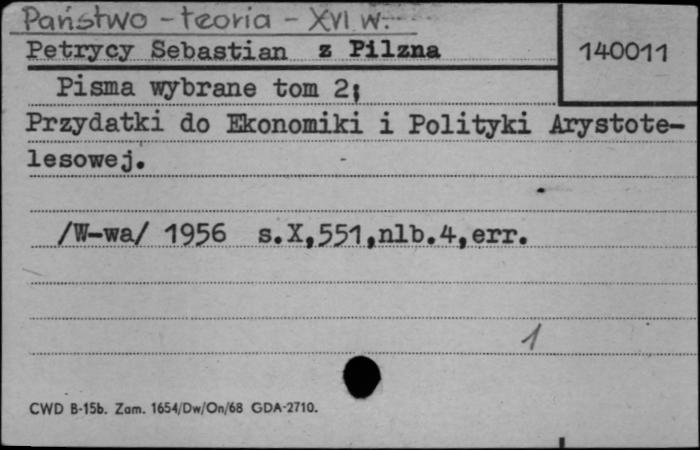 Państwo - teoria - XVI w.
Petrycy Sebastian z Pilzna
140011
Pisma wybrane tom 2;
Przydatki do Ekonomiki i Polityki Arystote-
lesowej.
/W-wa/ 1956 s.X,551,nlb.4,err.
1
CWD B-15b. Zam. 1654/Dw/On/68 GDA-2710.